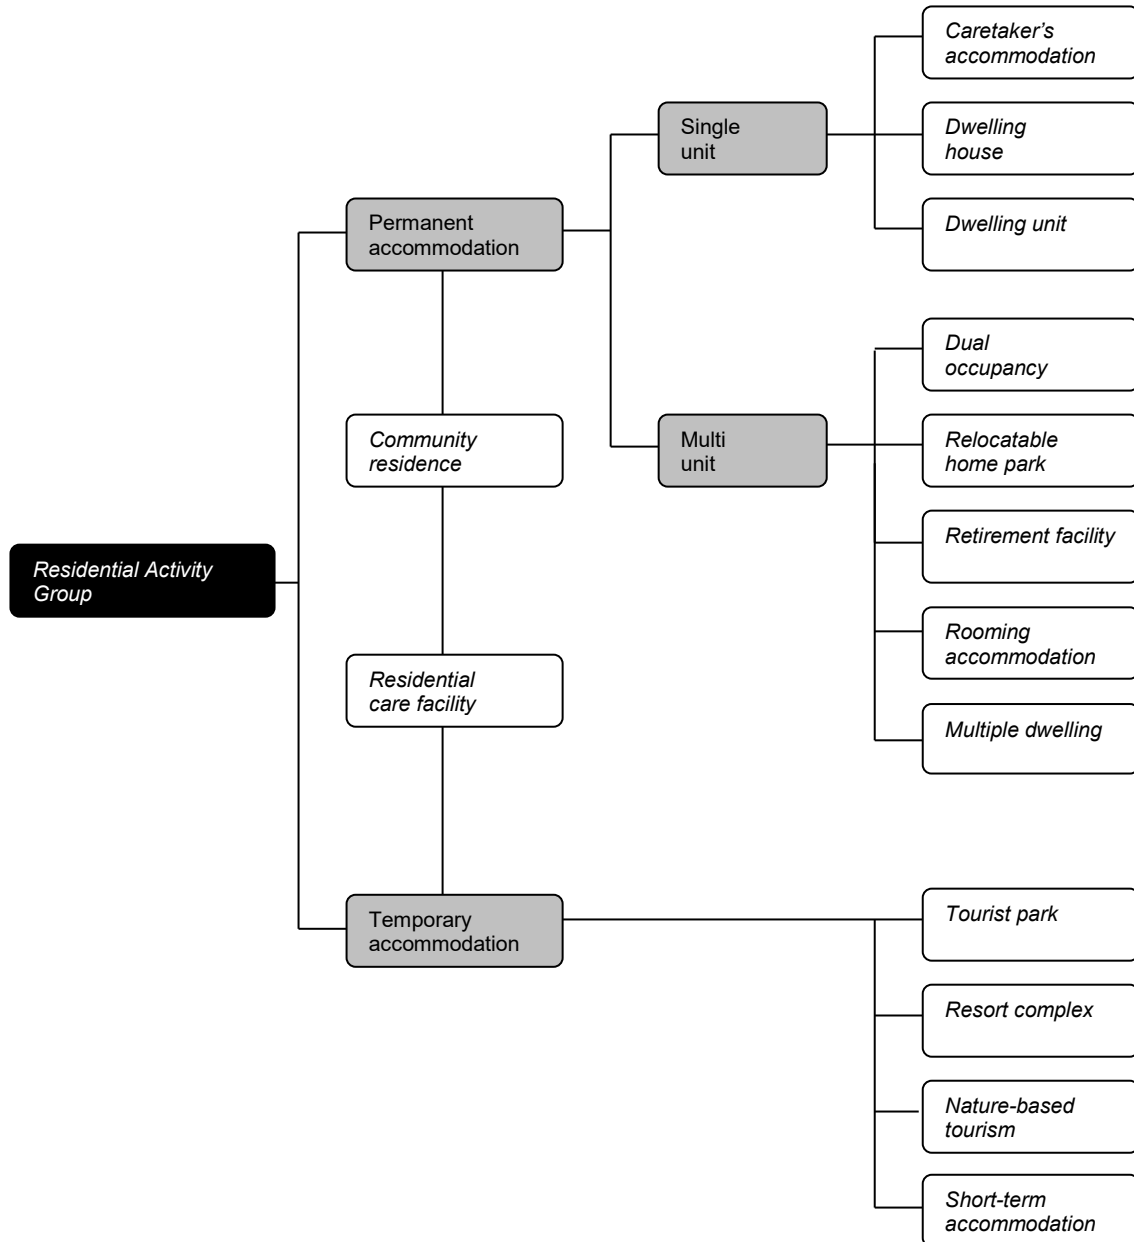 Caretaker’s
accommodation
Single
unit
Dwelling
house
Permanent
accommodation
Dwelling unit
Dual
occupancy
Community
residence
Multi
unit
Relocatable
home park
Retirement facility
Residential Activity
Group
Rooming
accommodation
Residential
care facility
Multiple dwelling
Temporary
accommodation
Tourist park
Resort complex
Nature-based
tourism
Short-term
accommodation